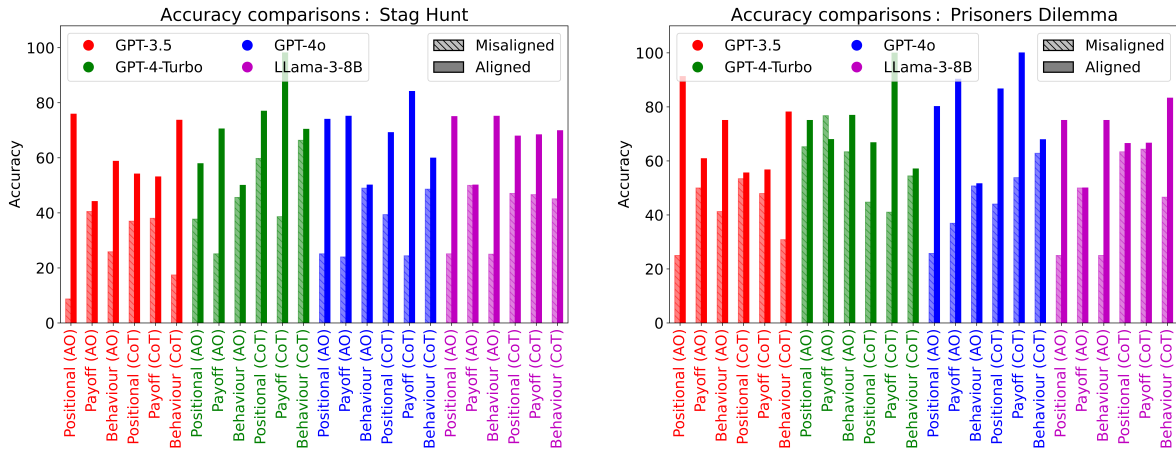 Accuracy comparisons : Stag Hunt
GPT-3.5
GPT-4-Turbo
GPT-4o
LLama-3-8B
Misaligned
Aligned
Accuracy
100
80
60
40
20
0
Positional (AO)
Payoff (AO)
Behaviour (AO)
Positional (CoT)
Payoff (CoT)
Behaviour (CoT)
Positional (AO)
Payoff (AO)
Behaviour (AO)
Positional (CoT)
Payoff (CoT)
Behaviour (CoT)
Positional (AO)
Payoff (AO)
Behaviour (AO)
Positional (CoT)
Payoff (CoT)
Behaviour (CoT)
Positional (AO)
Payoff (AO)
Behaviour (AO)
Positional (CoT)
Payoff (CoT)
Behaviour (CoT)
Accuracy comparisons : Prisoners Dilemma
GPT-3.5
GPT-4-Turbo
GPT-4o
LLama-3-8B
Misaligned
Aligned
Accuracy
100
80
60
40
20
0
Positional (AO)
Payoff (AO)
Behaviour (AO)
Positional (CoT)
Payoff (CoT)
Behaviour (CoT)
Positional (AO)
Payoff (AO)
Behaviour (AO)
Positional (CoT)
Payoff (CoT)
Behaviour (CoT)
Positional (AO)
Payoff (AO)
Behaviour (AO)
Positional (CoT)
Payoff (CoT)
Behaviour (CoT)
Positional (AO)
Payoff (AO)
Behaviour (AO)
Positional (CoT)
Payoff (CoT)
Behaviour (CoT)